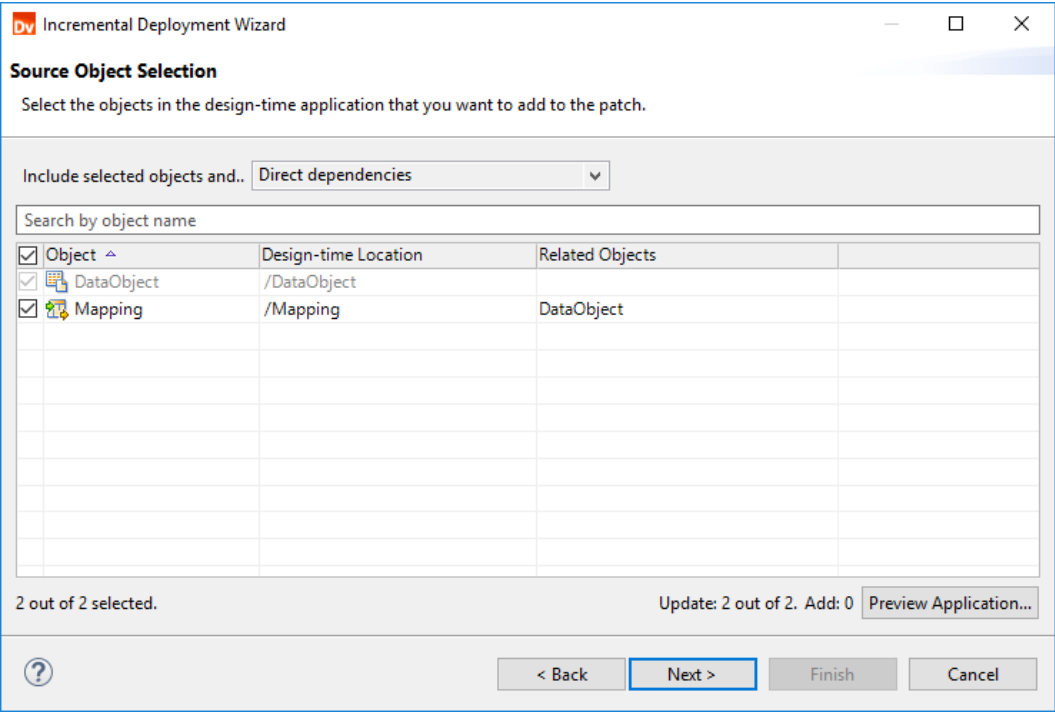 Dv Incremental Deployment Wizard
Source Object Selection
Select the objects in the design-time application that you want to add to the patch.
Include selected objects and.. Direct dependencies
Search by object name
Object Design-time Location Related Objects
DataObject /DataObject
Mapping /Mapping DataObject
2 out of 2 selected. Update: 2 out of 2. Add: 0 Preview Application...
? < Back Next > Finish Cancel